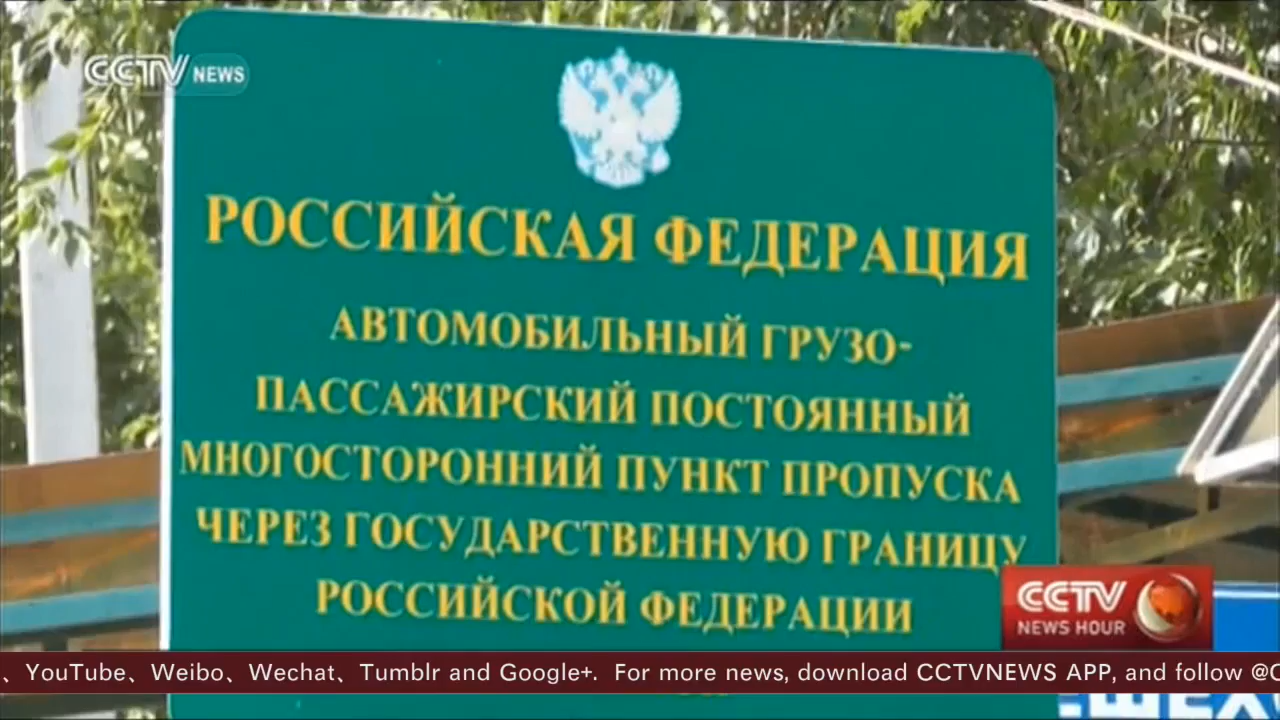 CCTV NEWS
РОССИЙСКАЯ ФЕДЕРАЦИЯ
АВТОМОБИЛЬНЫЙ ГРУЗО-
ПАССАЖИРСКИЙ ПОСТОЯННЫЙ
МНОГОСТОРОННИЙ ПУНКТ ПРОПУСКА
ЧЕРЕЗ ГОСУДАРСТВЕННУЮ ГРАНИЦУ
РОССИЙСКОЙ ФЕДЕРАЦИИ
CCTV
NEWS HOUR
、YouTube、Weibo、Wechat、Tumblr and Google+. For more news, download CCTVNEWS APP, and follow @C